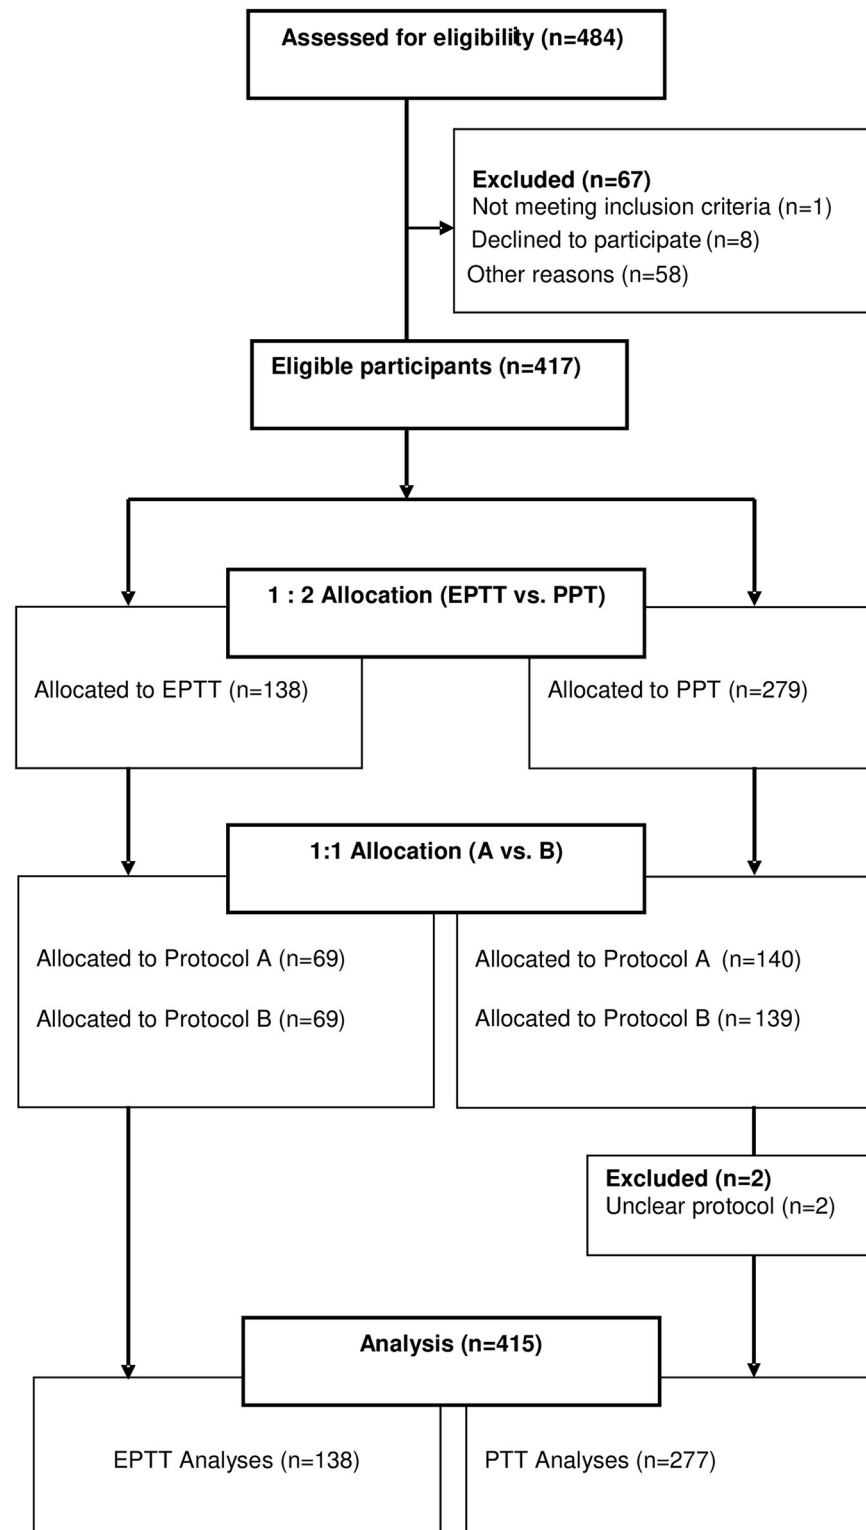 Assessed for eligibility (n=484)
Excluded (n=67)
Not meeting inclusion criteria (n=1)
Declined to participate (n=8)
Other reasons (n=58)
Eligible participants (n=417)
1 : 2 Allocation (EPTT vs. PPT)
Allocated to EPTT (n=138)
Allocated to PPT (n=279)
1:1 Allocation (A vs. B)
Allocated to Protocol A (n=69)
Allocated to Protocol B (n=69)
Allocated to Protocol A (n=140)
Allocated to Protocol B (n=139)
Excluded (n=2)
Unclear protocol (n=2)
Analysis (n=415)
EPTT Analyses (n=138)
PTT Analyses (n=277)